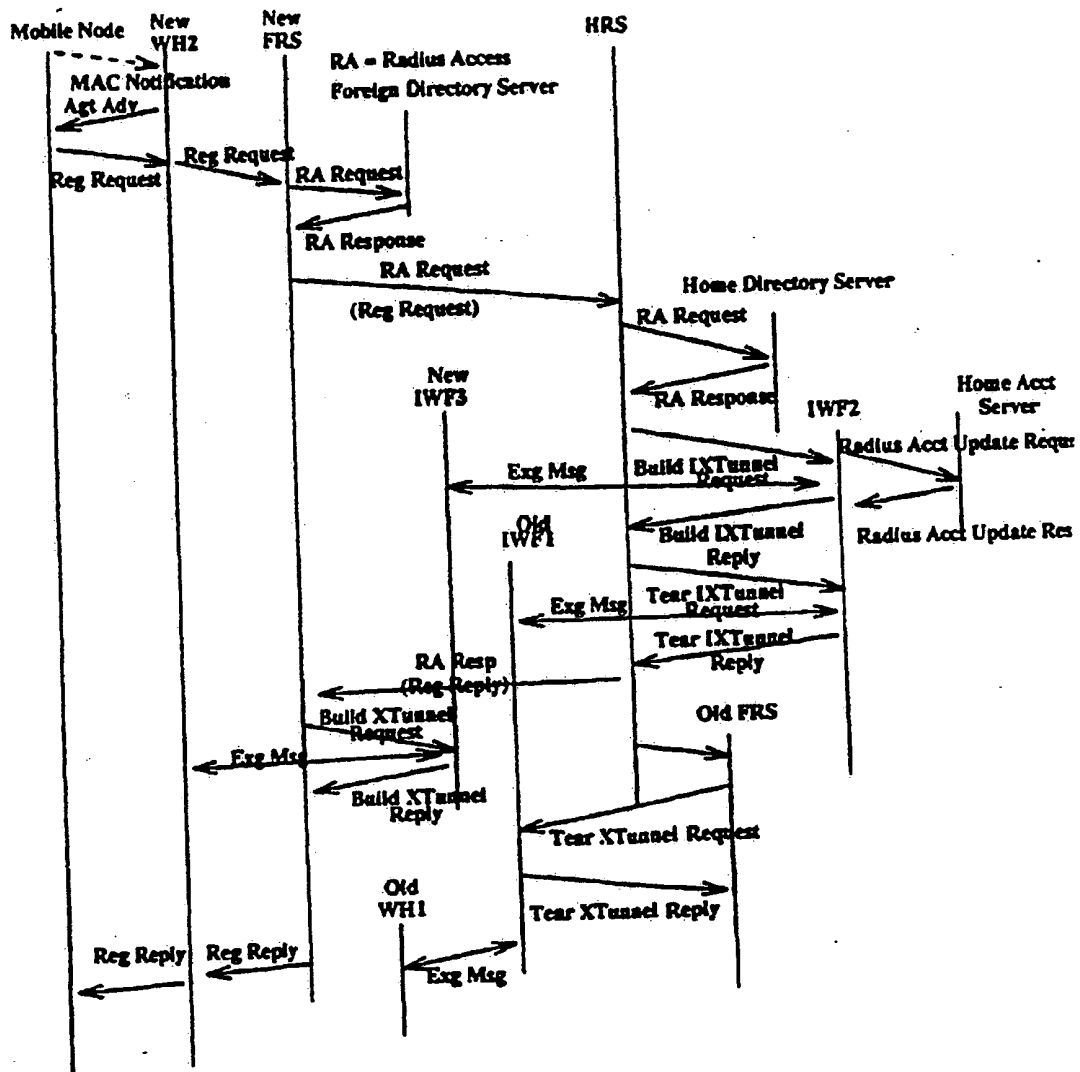 Mobile Node
New
WH2
New
FRS
HRS
RA = Radius Access
Foreign Directory Server
MAC Notification
Agt Adv
Reg Request
Reg Request
RA Request
RA Response
RA Request
(Reg Request)
Home Directory Server
RA Request
RA Response
New
IWF3
IWF2
Home Acct
Server
Radius Acct Update Requ
Exg Msg
Build IXTunnel
Request
Old
IWF1
Build IXTunnel
Reply
Radius Acct Update Res
Tear IXTunnel
Request
Exg Msg
Tear IXTunnel
Reply
RA Resp
(Reg Reply)
Old FRS
Build XTunnel
Request
Exg Msg
Build XTunnel
Reply
Tear XTunnel Request
Old
WH1
Tear XTunnel Reply
Reg Reply
Reg Reply
Exg Msg